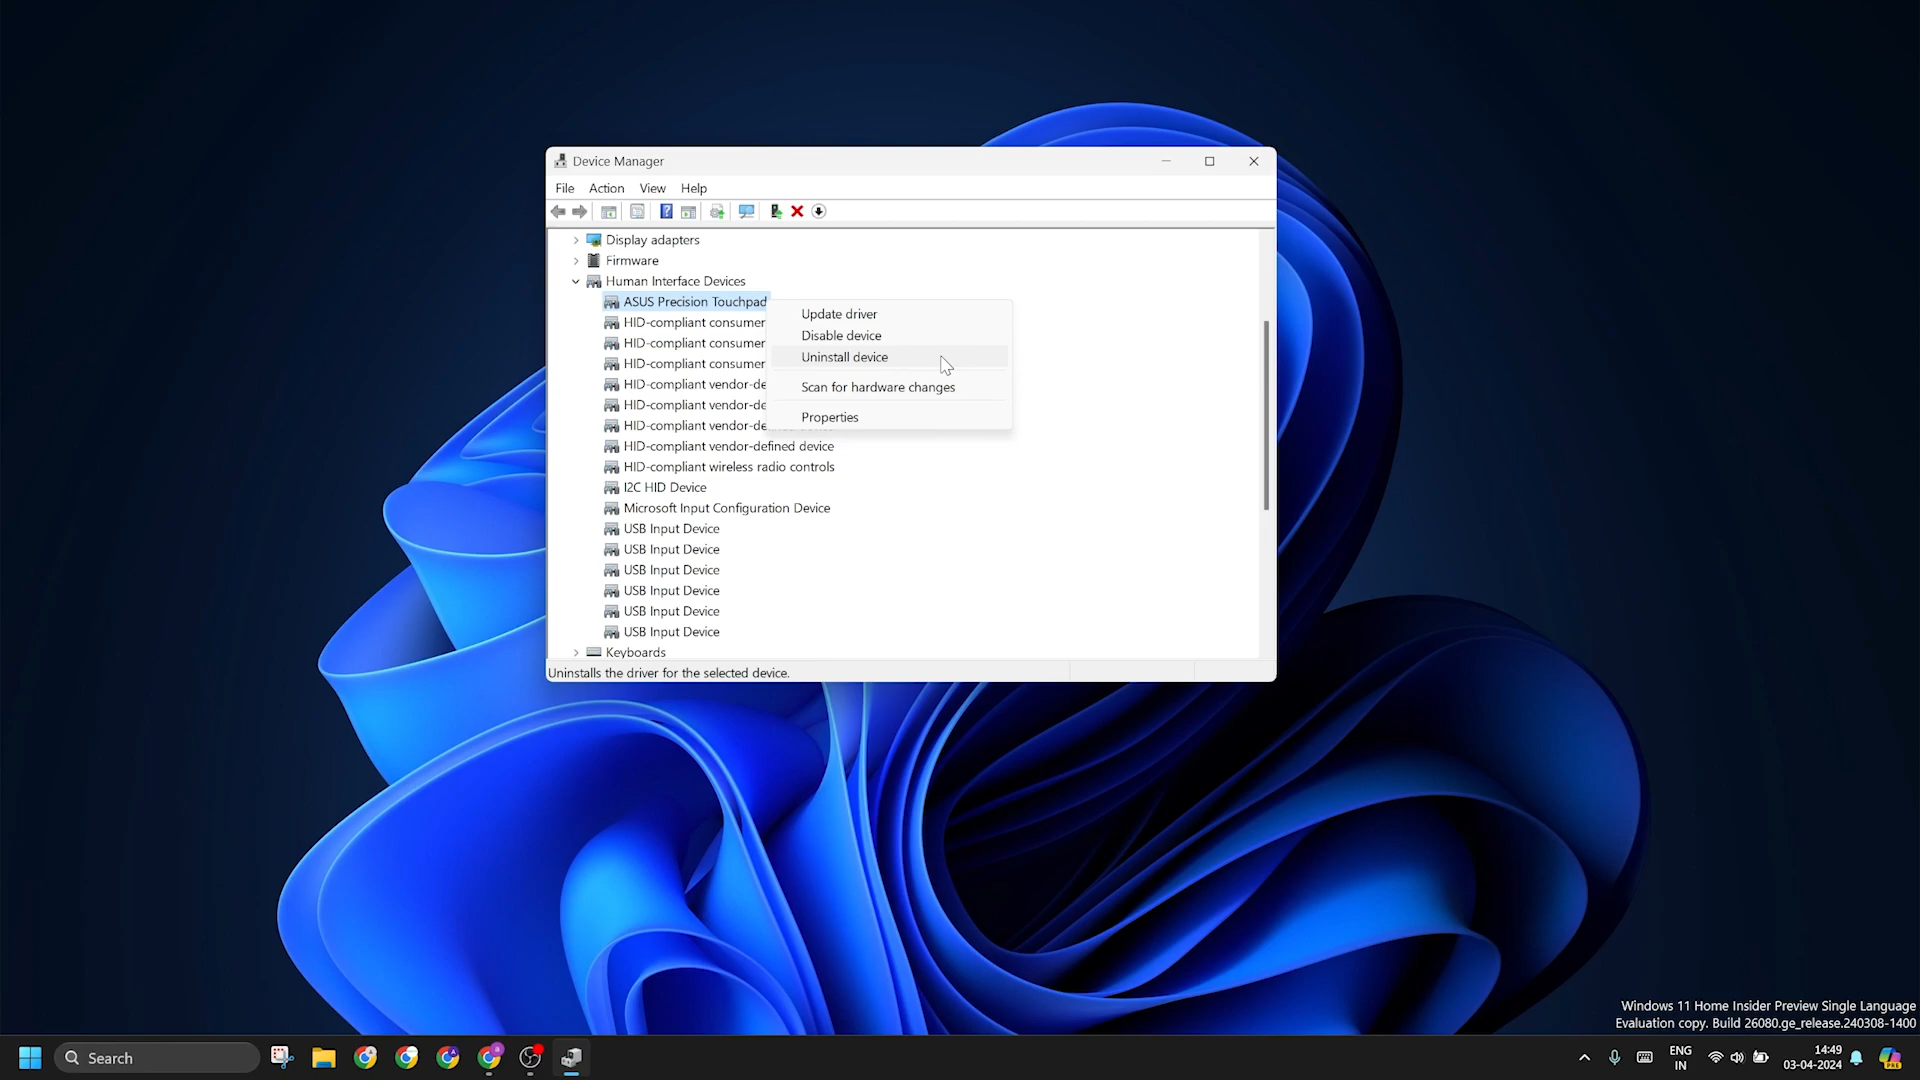 Device Manager
File Action View Help
Display adapters
Firmware
Human Interface Devices
ASUS Precision Touchpad
HID-compliant consumer
HID-compliant consumer
HID-compliant consumer
HID-compliant vendor-de
HID-compliant vendor-de
HID-compliant vendor-de
HID-compliant vendor-defined device
HID-compliant wireless radio controls
I2C HID Device
Microsoft Input Configuration Device
USB Input Device
USB Input Device
USB Input Device
USB Input Device
USB Input Device
USB Input Device
Keyboards
Uninstalls the driver for the selected device.
Update driver
Disable device
Uninstall device
Scan for hardware changes
Properties
Windows 11 Home Insider Preview Single Language
Evaluation copy. Build 26080.ge_release.240308-1400
Search
ENG
IN
14:49
03-04-2024
PRE